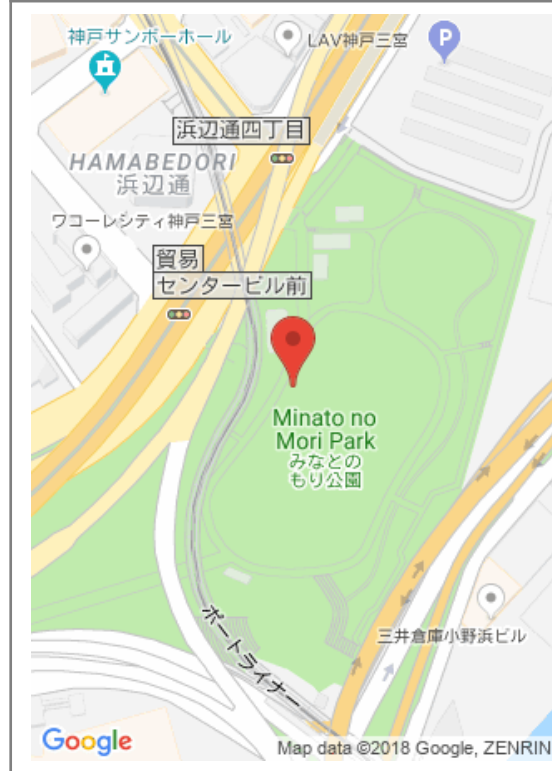 神戸サンボーホール
LAV神戸三宮
P
浜辺通四丁目
HAMABEDORI
浜辺通
ワコーレシティ神戸三宮
貿易
センタービル前
Minato no
Mori Park
みなとの
もり公園
三井倉庫小野浜ビル
ポートライナー
Google
Map data ©2018 Google, ZENRIN